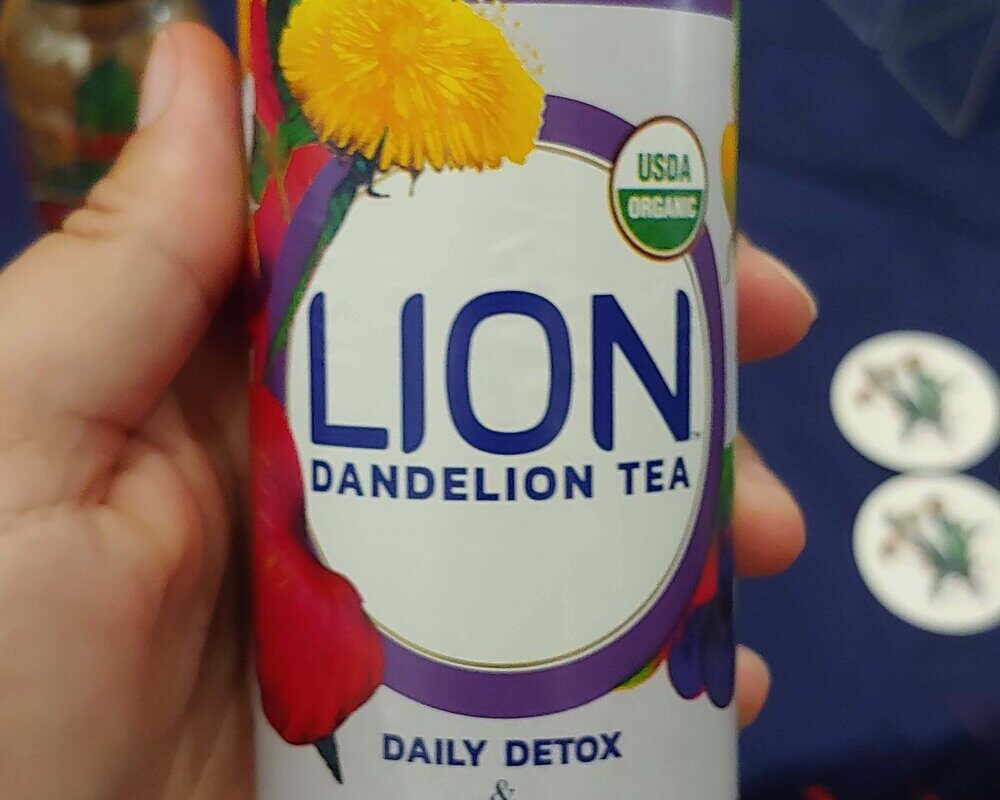 USDA
ORGANIC
LION
DANDELION TEA
DAILY DETOX
&